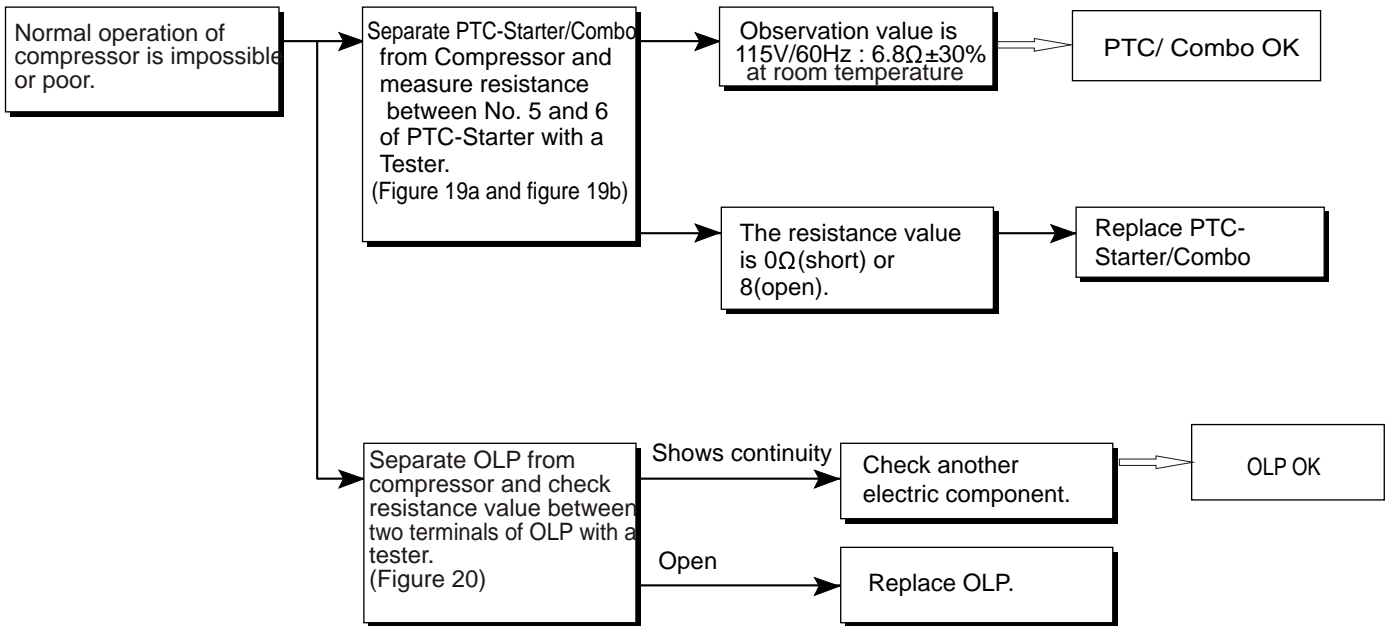 Normal operation of
compressor is impossible
or poor.
Separate PTC-Starter/Combo
from Compressor and
measure resistance
between No. 5 and 6
of PTC-Starter with a
Tester.
(Figure 19a and figure 19b)
Observation value is
115V/60Hz : 6.8Ω±30%
at room temperature
PTC/ Combo OK
The resistance value
is 0Ω(short) or
8(open).
Replace PTC-
Starter/Combo
Separate OLP from
compressor and check
resistance value between
two terminals of OLP with a
tester.
(Figure 20)
Shows continuity
Check another
electric component.
OLP OK
Open
Replace OLP.